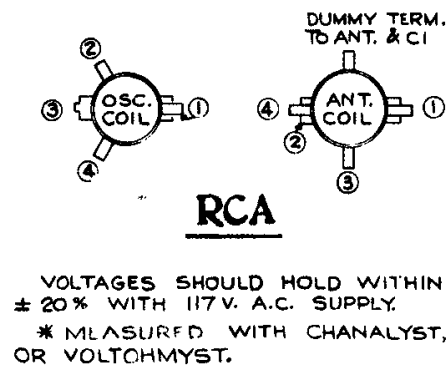 DUMMY TERM.
TO ANT. & C1
②
③ OSC. COIL ①
④
④ ANT. COIL ①
②
③
RCA
VOLTAGES SHOULD HOLD WITHIN
± 20% WITH 117 V. A.C. SUPPLY.
* MEASURED WITH CHANALYST,
OR VOLTOHMYST.